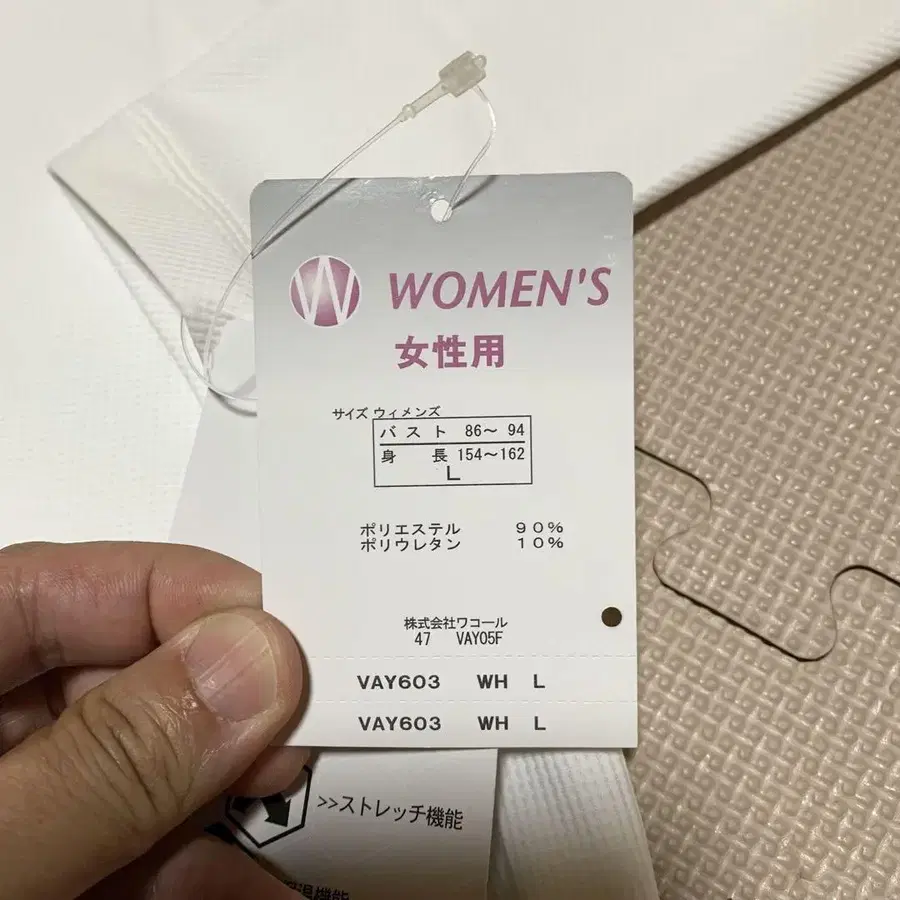 W WOMEN'S
女性用
サイズ ウィメンズ
バスト 86～ 94
身長 154～162
L
ポリエステル 90%
ポリウレタン 10%
株式会社ワコール
47 VAY05F
VAY603 WH L
VAY603 WH L
>>ストレッチ機能